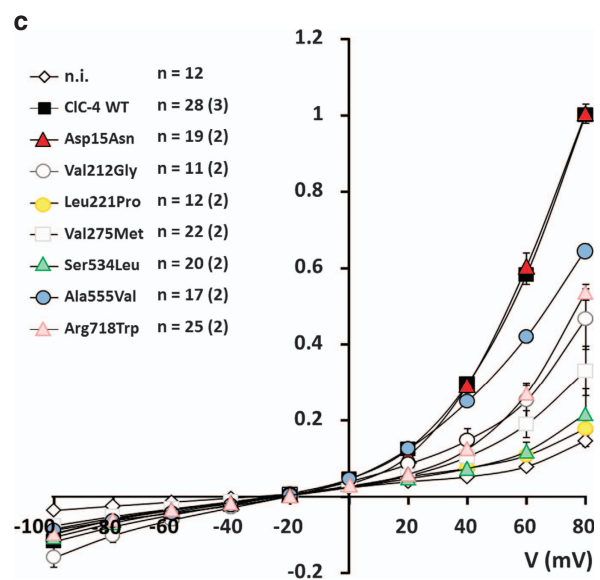 c
n.i. n = 12
ClC-4 WT n = 28 (3)
Asp15Asn n = 19 (2)
Val212Gly n = 11 (2)
Leu221Pro n = 12 (2)
Val275Met n = 22 (2)
Ser534Leu n = 20 (2)
Ala555Val n = 17 (2)
Arg718Trp n = 25 (2)
1.2
1
0.8
0.6
0.4
0.2
-100 -80 -60 -40 -20 0 20 40 60 80
-0.2
V (mV)